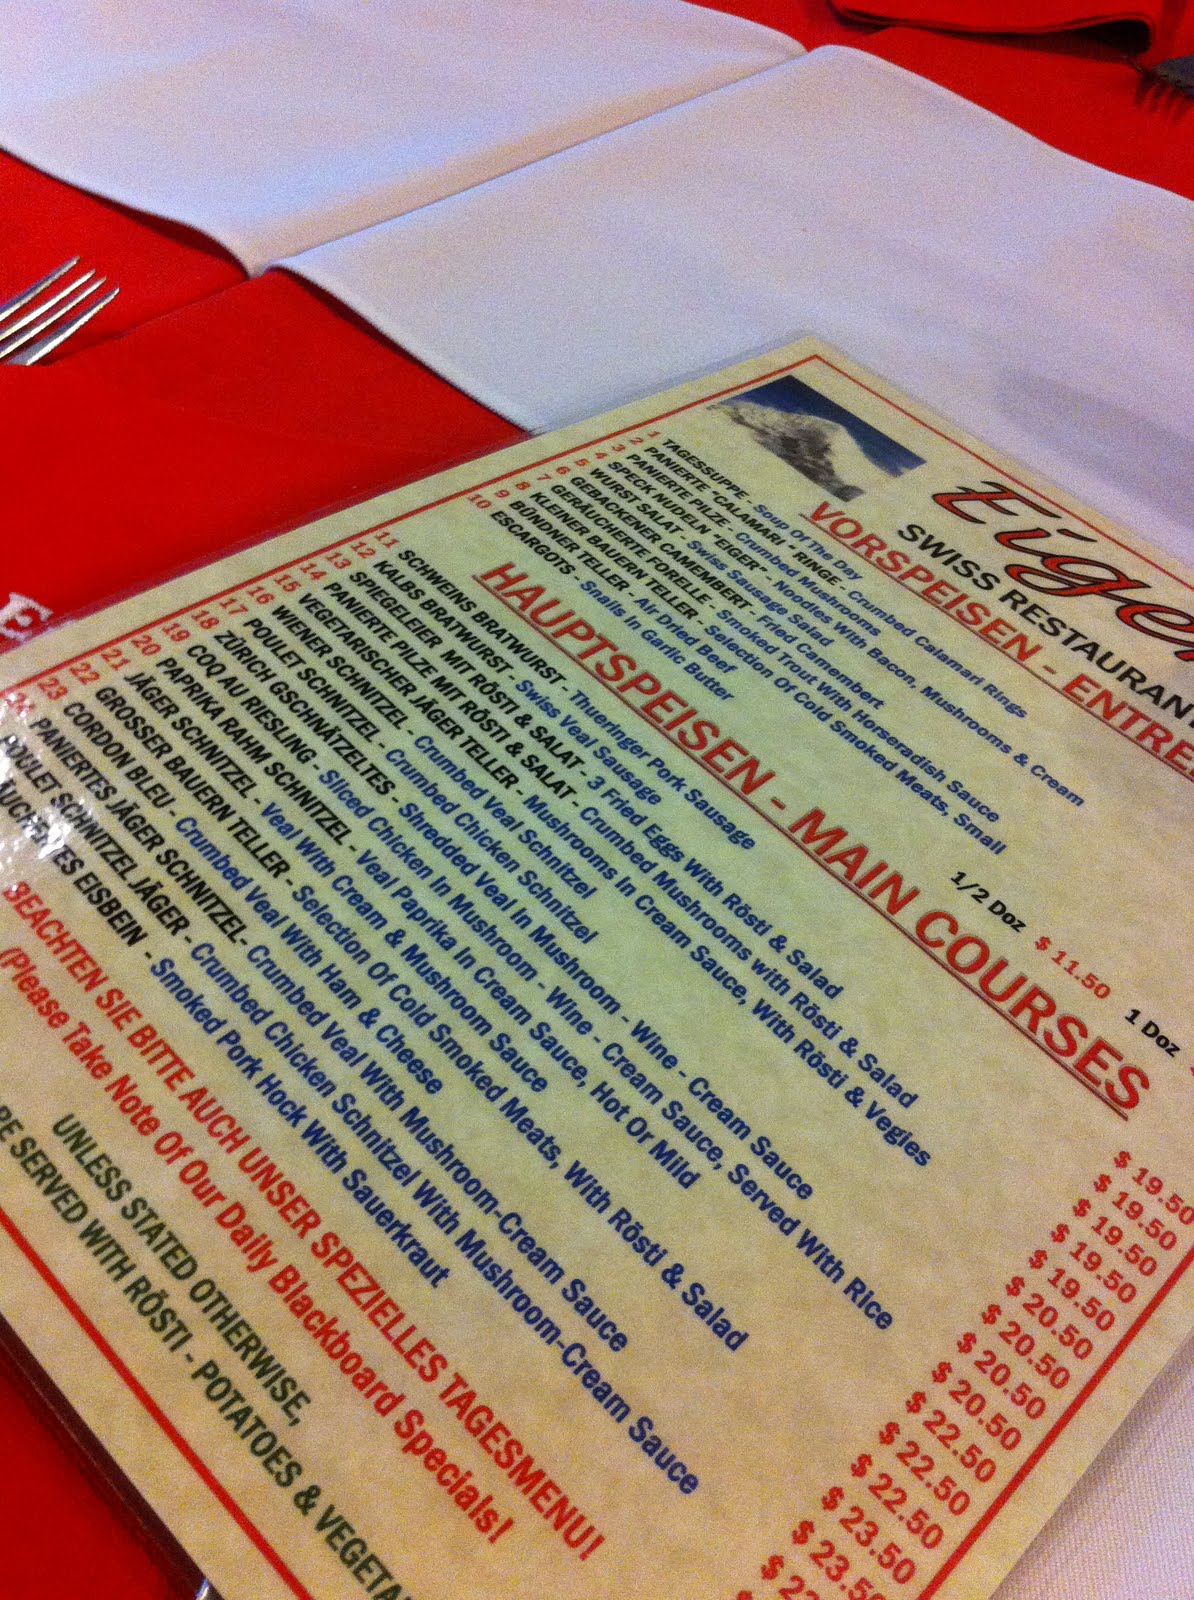 Eiger
SWISS RESTAURANT
VORSPEISEN - ENTREE
1 TAGESSUPPE - Soup Of The Day
2 PANIERTE "CALAMARI" RINGE - Crumbed Calamari Rings
3 PANIERTE PILZE - Crumbed Mushrooms
4 SPECK NUDELN "EIGER" - Noodles With Bacon, Mushrooms & Cream
5 WURST SALAT - Swiss Sausage Salad
6 GEBACKENER CAMEMBERT - Fried Camembert
7 GERÄUCHERTE FORELLE - Smoked Trout With Horseradish Sauce
8 KLEINER BAUERN TELLER - Selection Of Cold Smoked Meats, Small
9 BÜNDNER TELLER - Air Dried Beef
10 ESCARGOTS - Snails In Garlic Butter 1/2 Doz $ 11.50 1 Doz
HAUPTSPEISEN - MAIN COURSES
11 SCHWEINS BRATWURST - Thueringer Pork Sausage $ 19.50
12 KALBS BRATWURST - Swiss Veal Sausage $ 19.50
13 SPIEGELEIER MIT RÖSTI & SALAT - 3 Fried Eggs With Rösti & Salad $ 19.50
14 PANIERTE PILZE MIT RÖSTI & SALAT - Crumbed Mushrooms with Rösti & Salad $ 19.50
15 VEGETARISCHER JÄGER TELLER - Mushrooms In Cream Sauce, With Rösti & Vegies $ 20.50
16 WIENER SCHNITZEL - Crumbed Veal Schnitzel $ 20.50
17 POULET SCHNITZEL - Crumbed Chicken Schnitzel $ 20.50
18 ZÜRICH GSCHNÄTZELTES - Shredded Veal In Mushroom - Wine - Cream Sauce $ 20.50
19 COQ AU RIESLING - Sliced Chicken In Mushroom - Wine - Cream Sauce, Served With Rice $ 22.50
20 PAPRIKA RAHM SCHNITZEL - Veal Paprika In Cream Sauce, Hot Or Mild $ 22.50
21 JÄGER SCHNITZEL - Veal With Cream & Mushroom Sauce $ 22.50
22 GROSSER BAUERN TELLER - Selection Of Cold Smoked Meats, With Rösti & Salad $ 23.50
23 CORDON BLEU - Crumbed Veal With Ham & Cheese $ 23.50
PANIERTES JÄGER SCHNITZEL - Crumbed Veal With Mushroom-Cream Sauce
POULET SCHNITZEL JÄGER - Crumbed Chicken Schnitzel With Mushroom-Cream Sauce
EISBEIN - Smoked Pork Hock With Sauerkraut
BEACHTEN SIE BITTE AUCH UNSER SPEZIELLES TAGESMENU!
(Please Take Note Of Our Daily Blackboard Specials!
UNLESS STATED OTHERWISE,
SERVED WITH RÖSTI - POTATOES &